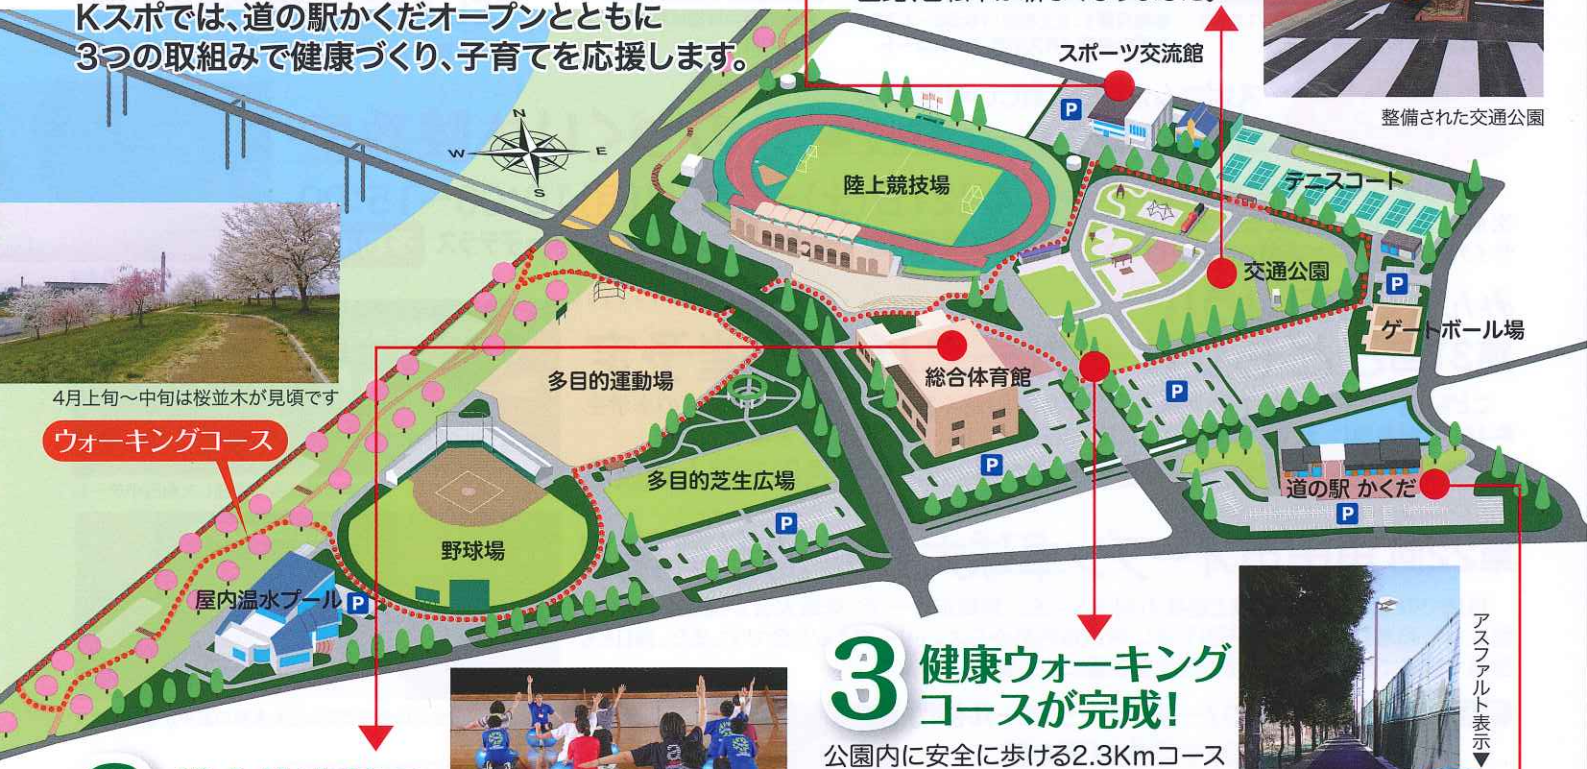 Kスポでは、道の駅かくだオープンとともに
3つの取組みで健康づくり、子育てを応援します。
スポーツ交流館
P
整備された交通公園
N
W
E
S
陸上競技場
テニスコート
交通公園
P
ゲートボール場
4月上旬〜中旬は桜並木が見頃です
ウォーキングコース
多目的運動場
総合体育館
P
多目的芝生広場
P
道の駅 かくだ
P
P
野球場
屋内温水プール
P
3 健康ウォーキング
コースが完成!
公園内に安全に歩ける2.3Kmコース
アスファルト表示▼